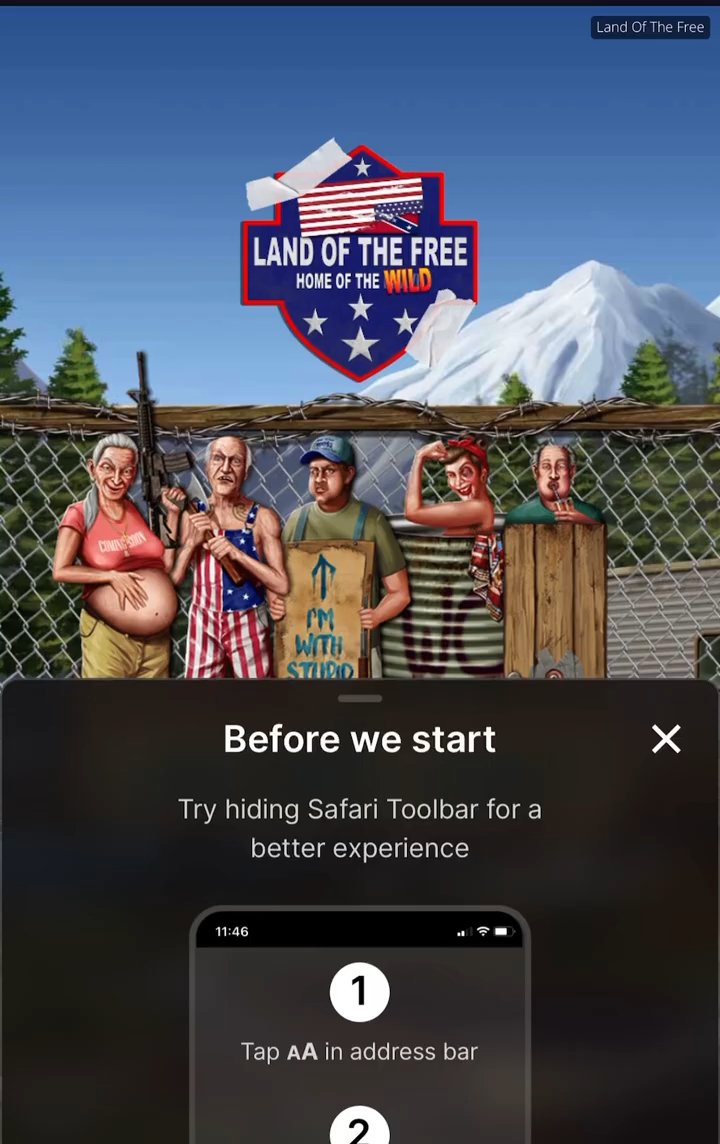 Land Of The Free
LAND OF THE FREE
HOME OF THE WILD
I'M
WITH
STUPID
Before we start
Try hiding Safari Toolbar for a
better experience
11:46
1
Tap AA in address bar
2